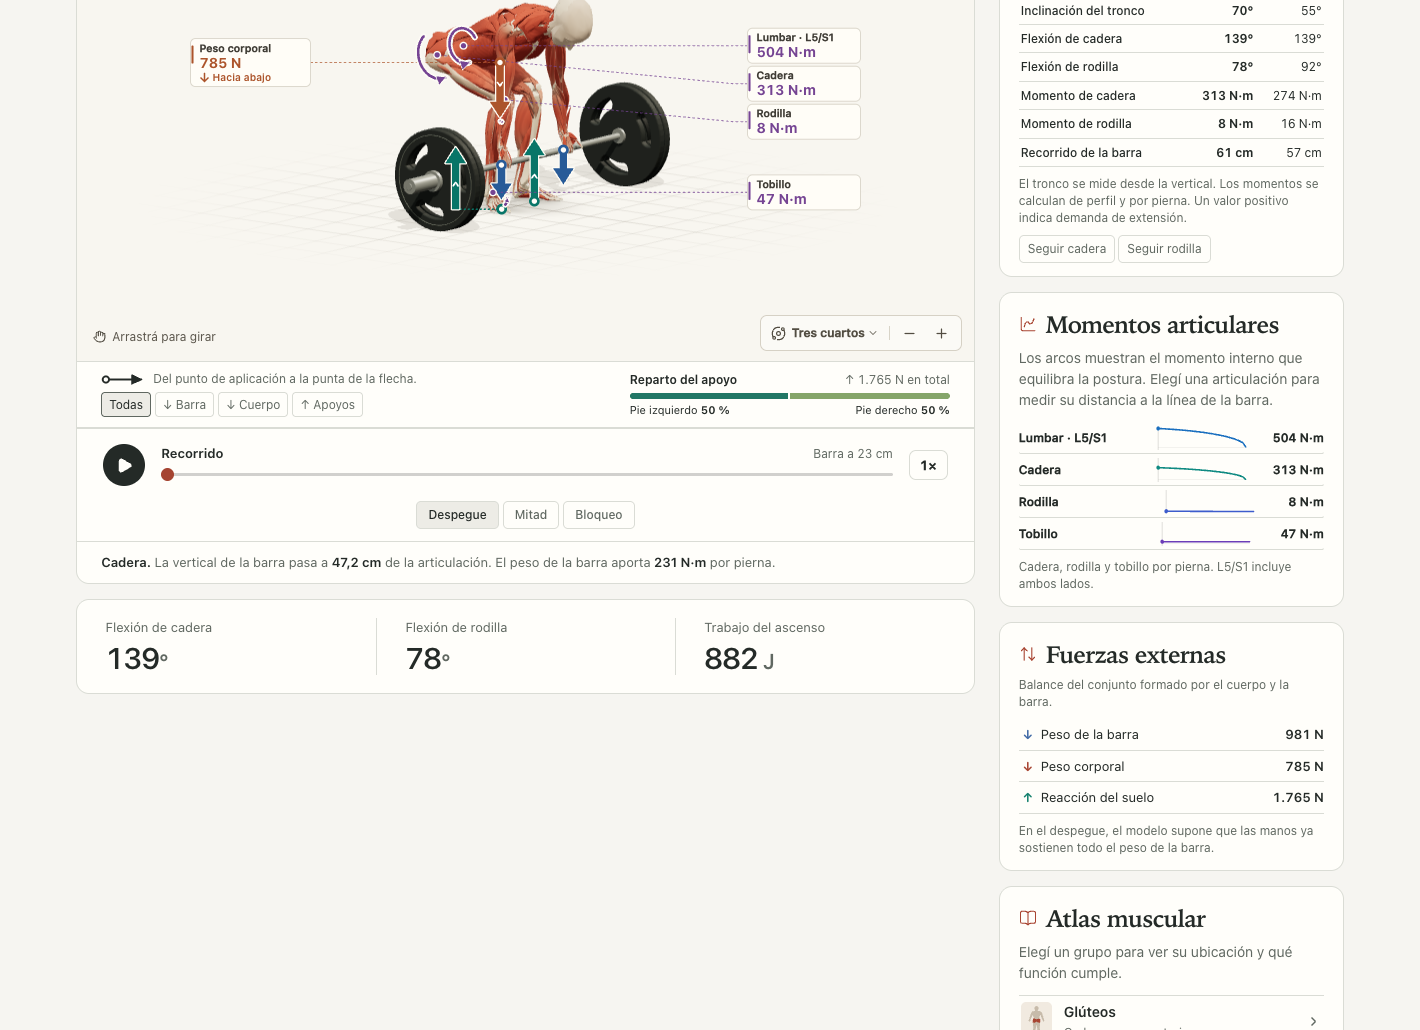 Peso corporal
785 N
↓ Hacia abajo
Lumbar · L5/S1
504 N·m
Cadera
313 N·m
Rodilla
8 N·m
Tobillo
47 N·m
Arrastrá para girar
Tres cuartos
− +
Del punto de aplicación a la punta de la flecha.
Todas ↓ Barra ↓ Cuerpo ↑ Apoyos
Reparto del apoyo ↑ 1.765 N en total
Pie izquierdo 50 % Pie derecho 50 %
Recorrido Barra a 23 cm
1×
Despegue Mitad Bloqueo
Cadera. La vertical de la barra pasa a 47,2 cm de la articulación. El peso de la barra aporta 231 N·m por pierna.
Flexión de cadera Flexión de rodilla Trabajo del ascenso
139° 78° 882 J
Inclinación del tronco 70° 55°
Flexión de cadera 139° 139°
Flexión de rodilla 78° 92°
Momento de cadera 313 N·m 274 N·m
Momento de rodilla 8 N·m 16 N·m
Recorrido de la barra 61 cm 57 cm
El tronco se mide desde la vertical. Los momentos se
calculan de perfil y por pierna. Un valor positivo
indica demanda de extensión.
Seguir cadera Seguir rodilla
Momentos articulares
Los arcos muestran el momento interno que
equilibra la postura. Elegí una articulación para
medir su distancia a la línea de la barra.
Lumbar · L5/S1 504 N·m
Cadera 313 N·m
Rodilla 8 N·m
Tobillo 47 N·m
Cadera, rodilla y tobillo por pierna. L5/S1 incluye
ambos lados.
Fuerzas externas
Balance del conjunto formado por el cuerpo y la
barra.
↓ Peso de la barra 981 N
↓ Peso corporal 785 N
↑ Reacción del suelo 1.765 N
En el despegue, el modelo supone que las manos ya
sostienen todo el peso de la barra.
Atlas muscular
Elegí un grupo para ver su ubicación y qué
función cumple.
Glúteos